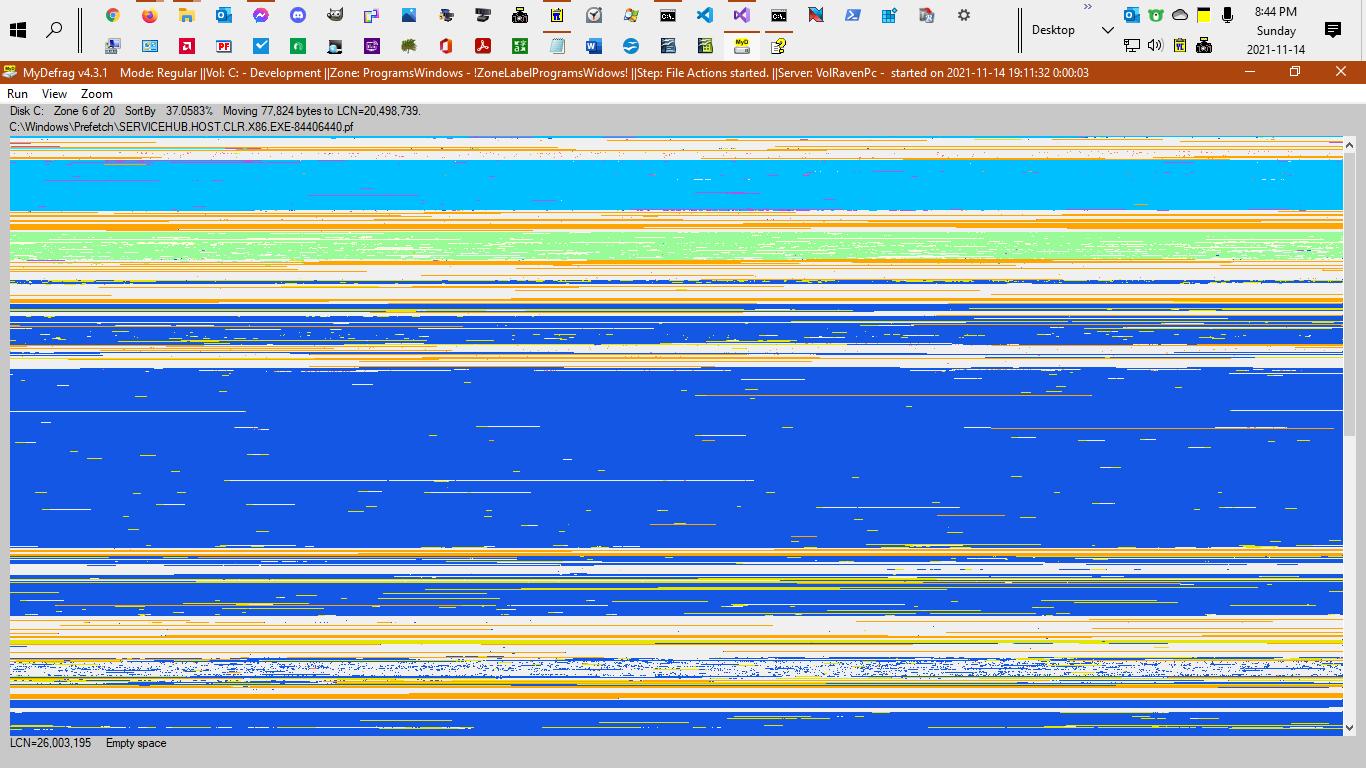 8:44 PM
Desktop
Sunday
2021-11-14
MyDefrag v4.3.1 Mode: Regular ||Vol: C: - Development ||Zone: ProgramsWindows - !ZoneLabelProgramsWidows! ||Step: File Actions started. ||Server: VolRavenPc - started on 2021-11-14 19:11:32 0:00:03
Run View Zoom
Disk C: Zone 6 of 20 SortBy 37.0583% Moving 77,824 bytes to LCN=20,498,739.
C:\Windows\Prefetch\SERVICEHUB.HOST.CLR.X86.EXE-84406440.pf
LCN=26,003,195 Empty space